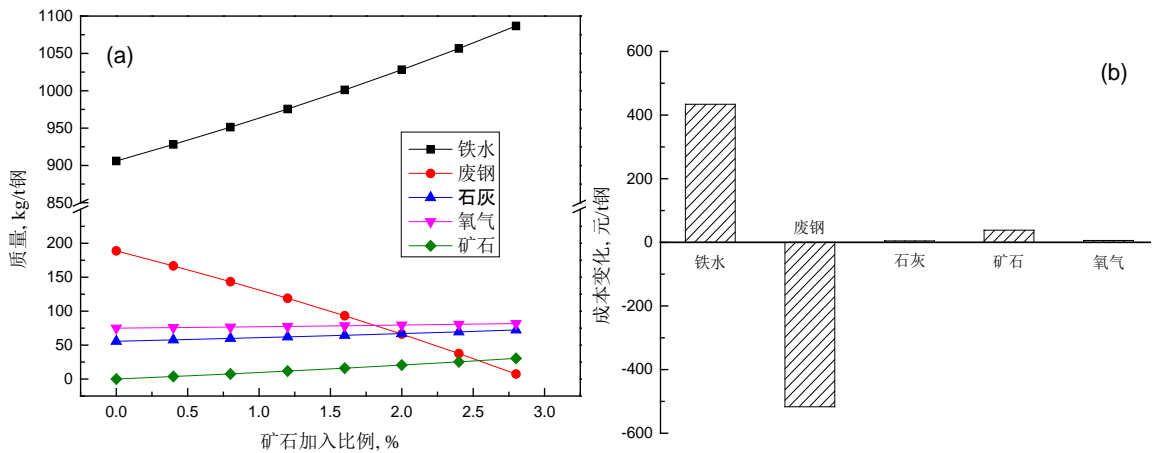 (a)
1100
1050
1000
950
900
850
200
150
100
50
0
质量, kg/t钢
铁水
废钢
石灰
氧气
矿石
0.0 0.5 1.0 1.5 2.0 2.5 3.0
矿石加入比例, %
(b)
600
400
200
0
-200
-400
-600
成本变化, 元/t钢
铁水
废钢
石灰
矿石
氧气